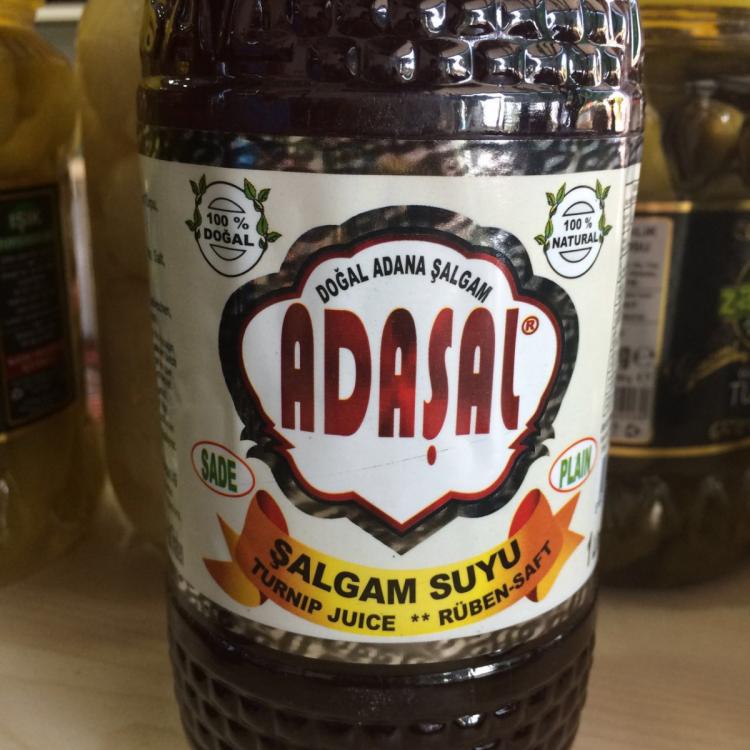 100 %
DOĞAL
100 %
NATURAL
DOĞAL ADANA ŞALGAM
ADAŞAL®
SADE
PLAIN
ŞALGAM SUYU
TURNIP JUICE ** RÜBEN-SAFT